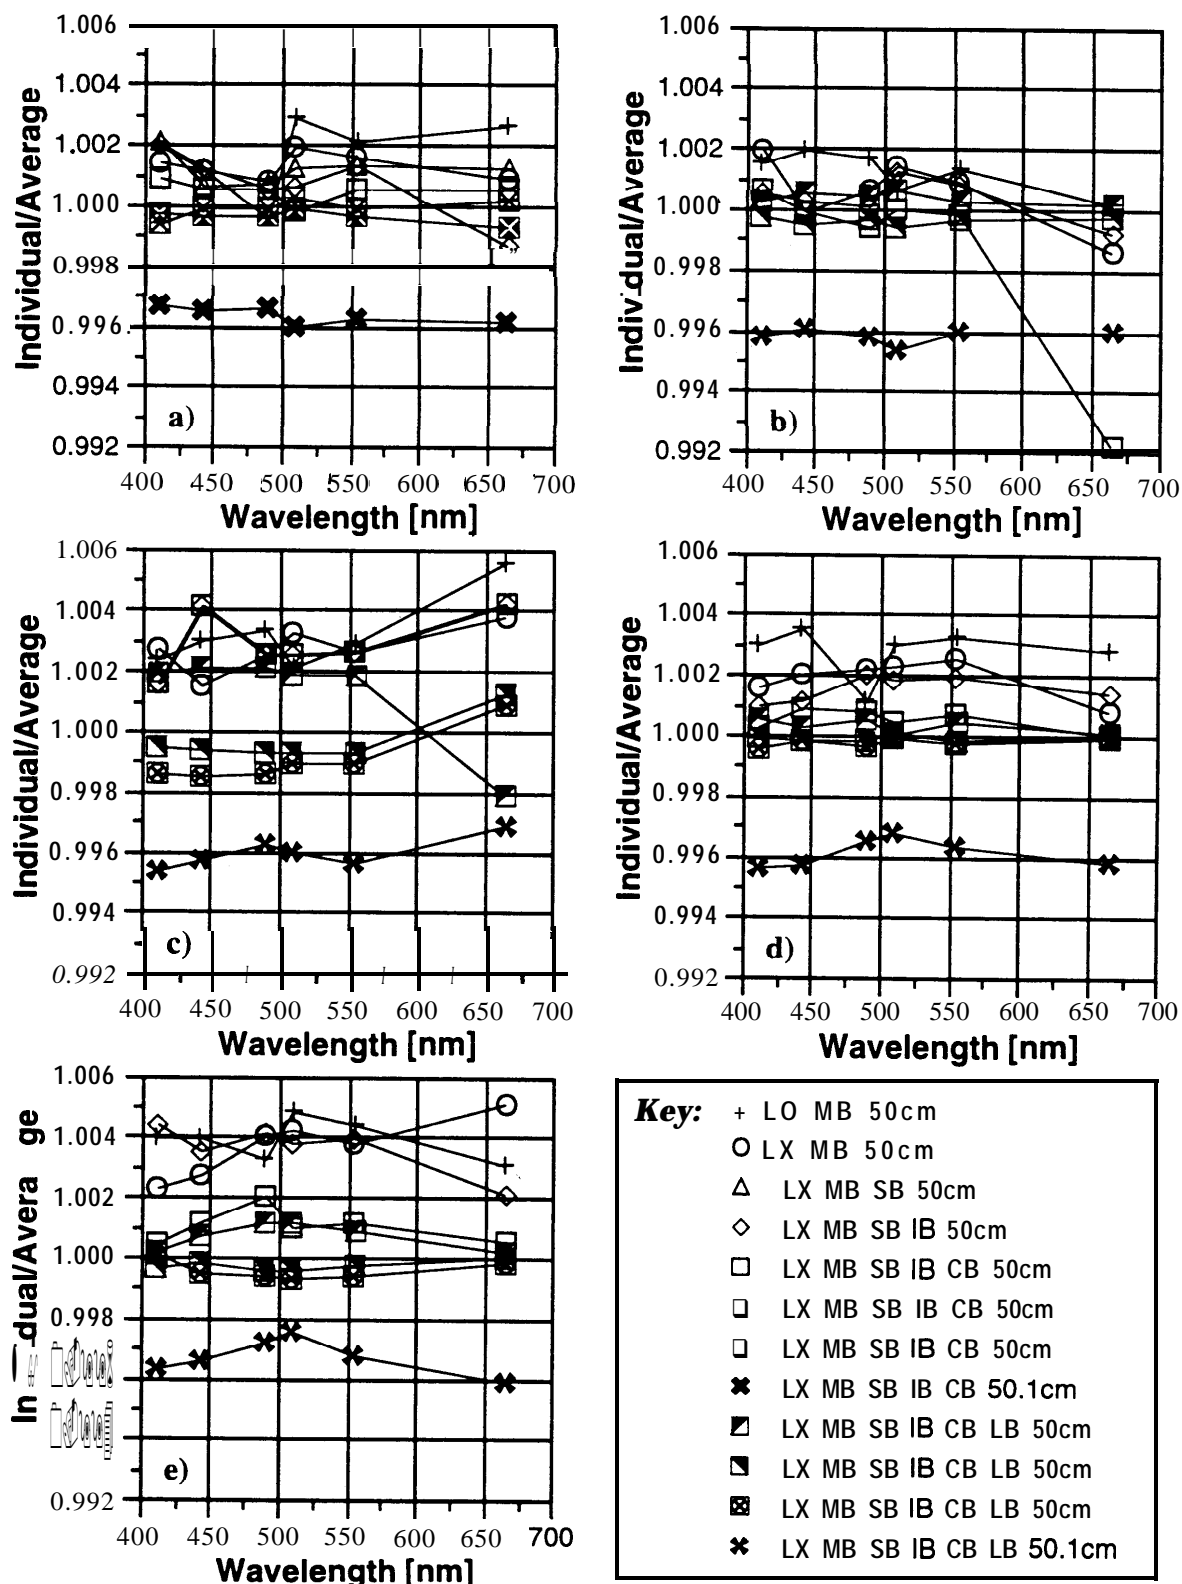 1.006
1.004
1.002
1.000
0.998
0.996
0.994
0.992
Individual/Average
a)
400 450 500 550 600 650 700
Wavelength [nm]
1.006
1.004
1.002
1.000
0.998
0.996
0.994
0.992
Indiv.dual/Average
b)
400 450 500 550 600 650 700
Wavelength [nm]
1.006
1.004
1.002
1.000
0.998
0.996
0.994
0.992
Individual/Average
c)
400 450 500 550 600 650 700
Wavelength [nm]
1.006
1.004
1.002
1.000
0.998
0.996
0.994
0.992
Individual/Average
d)
400 450 500 550 600 650 700
Wavelength [nm]
1.006
1.004
1.002
1.000
0.998
0.992
In dual/Avera ge
e)
400 450 500 550 600 650 700
Wavelength [nm]
Key: + LO MB 50cm
LX MB 50cm
LX MB SB 50cm
LX MB SB IB 50cm
LX MB SB IB CB 50cm
LX MB SB IB CB 50cm
LX MB SB IB CB 50cm
LX MB SB IB CB 50.1cm
LX MB SB IB CB LB 50cm
LX MB SB IB CB LB 50cm
LX MB SB IB CB LB 50cm
LX MB SB IB CB LB 50.1cm